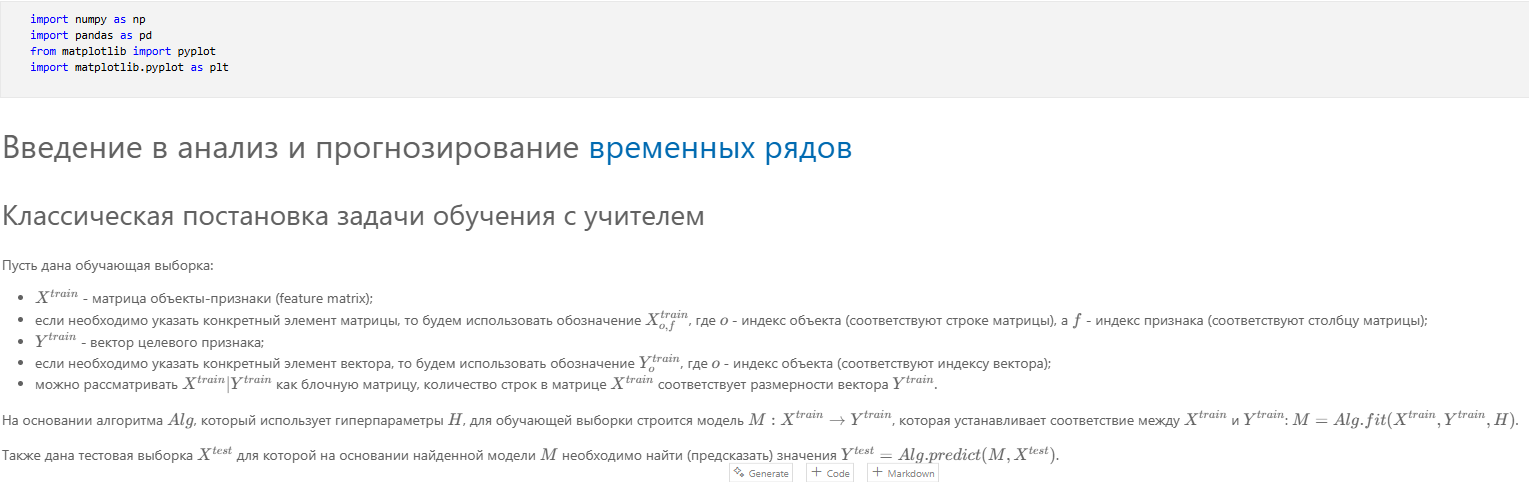 import numpy as np
import pandas as pd
from matplotlib import pyplot
import matplotlib.pyplot as plt
Введение в анализ и прогнозирование временных рядов
Классическая постановка задачи обучения с учителем
Пусть дана обучающая выборка:
• X^{train} - матрица объекты-признаки (feature matrix);
• если необходимо указать конкретный элемент матрицы, то будем использовать обозначение X_{o,f}^{train}, где o - индекс объекта (соответствуют строке матрицы), а f - индекс признака (соответствуют столбцу матрицы);
• Y^{train} - вектор целевого признака;
• если необходимо указать конкретный элемент вектора, то будем использовать обозначение Y_o^{train}, где o - индекс объекта (соответствуют индексу вектора);
• можно рассматривать X^{train}|Y^{train} как блочную матрицу, количество строк в матрице X^{train} соответствует размерности вектора Y^{train}.
На основании алгоритма Alg, который использует гиперпараметры H, для обучающей выборки строится модель M : X^{train} → Y^{train}, которая устанавливает соответствие между X^{train} и Y^{train}: M = Alg.fit(X^{train}, Y^{train}, H).
Также дана тестовая выборка X^{test} для которой на основании найденной модели M необходимо найти (предсказать) значения Y^{test} = Alg.predict(M, X^{test}).
Generate + Code + Markdown